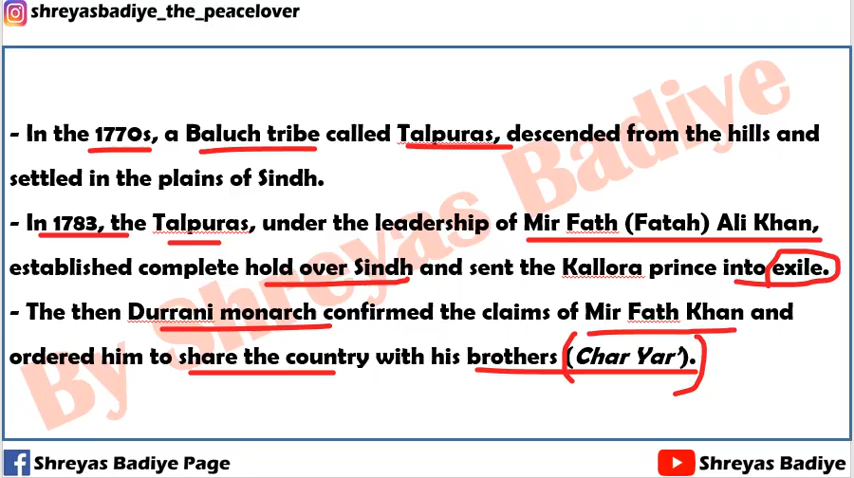 shreyasbadiye_the_peacelover
- In the 1770s, a Baluch tribe called Talpuras, descended from the hills and
settled in the plains of Sindh.
- In 1783, the Talpuras, under the leadership of Mir Fath (Fatah) Ali Khan,
established complete hold over Sindh and sent the Kallora prince into exile.
- The then Durrani monarch confirmed the claims of Mir Fath Khan and
ordered him to share the country with his brothers (Char Yar').
By Shreyas Badiye
Shreyas Badiye Page
Shreyas Badiye